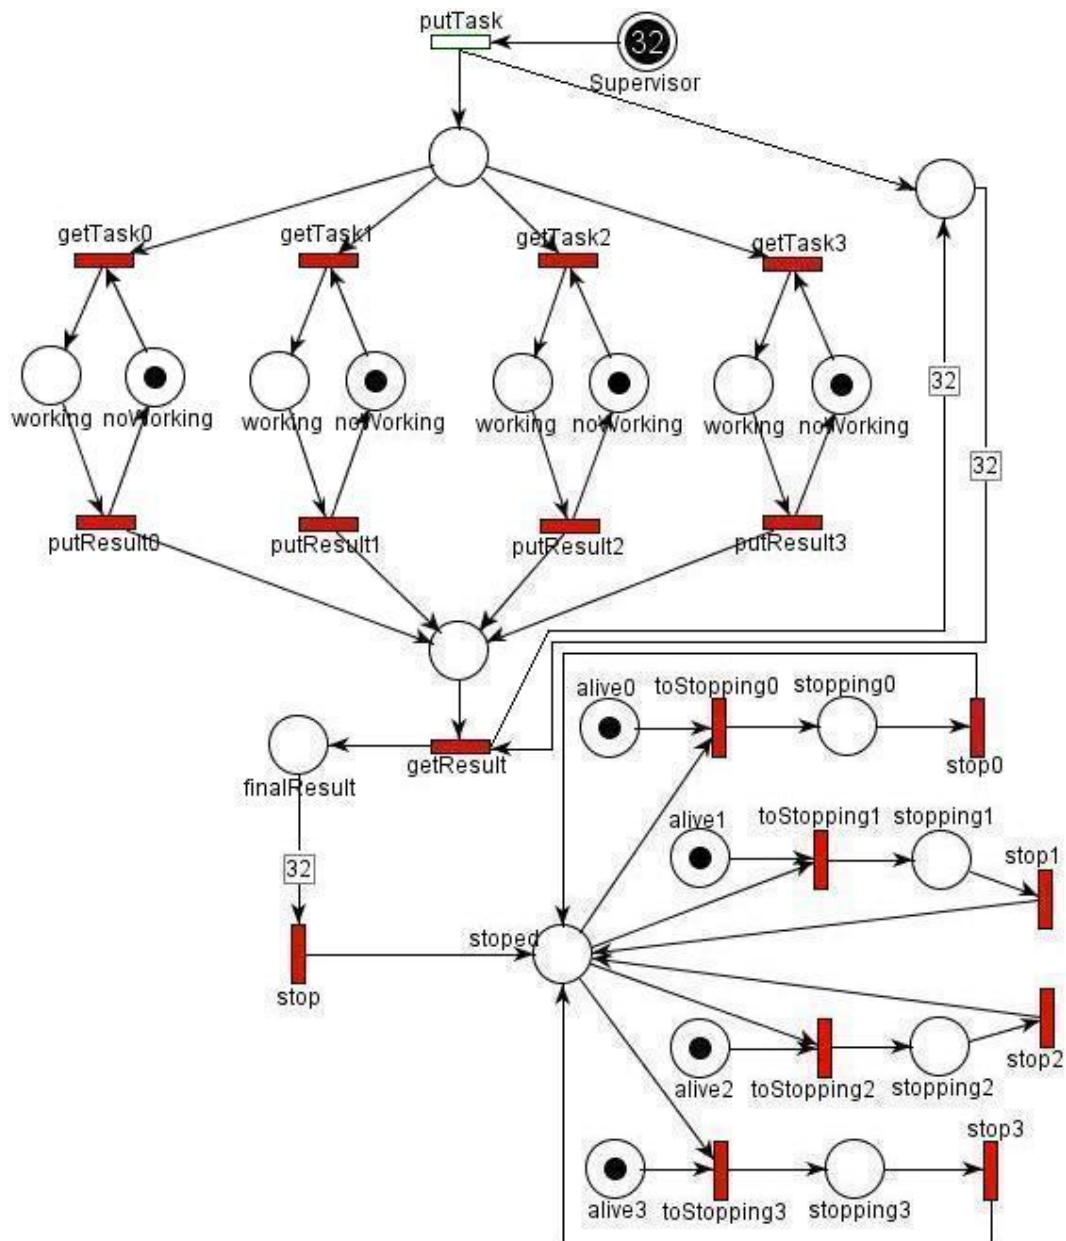 putTask
32
Supervisor
getTask0 getTask1 getTask2 getTask3
working noWorking working noWorking working noWorking working noWorking
32
32
putResult0 putResult1 putResult2 putResult3
alive0 toStopping0 stopping0
getResult
stop0
finalResult
alive1 toStopping1 stopping1
stop1
32
stoped
stop
stop2
alive2 toStopping2 stopping2
stop3
alive3 toStopping3 stopping3